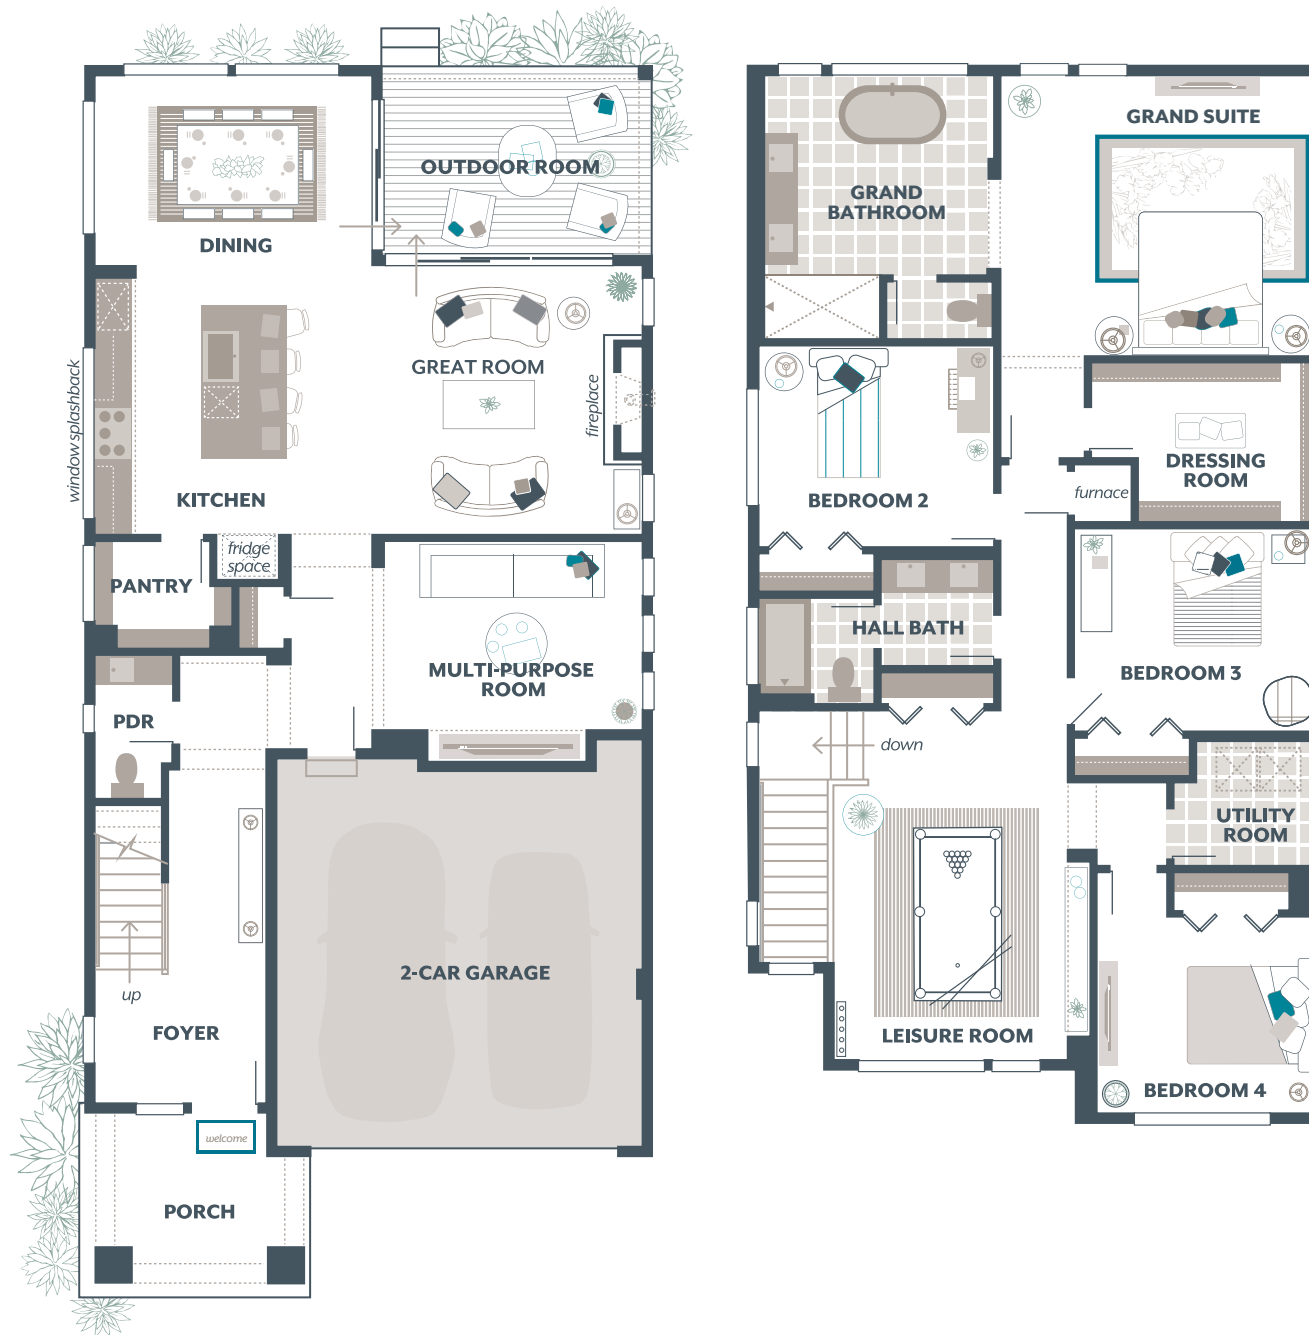 OUTDOOR ROOM
DINING
GREAT ROOM
window splashback
fireplace
KITCHEN
fridge
space
PANTRY
MULTI-PURPOSE
ROOM
PDR
2-CAR GARAGE
up
FOYER
welcome
PORCH
GRAND SUITE
GRAND
BATHROOM
DRESSING
ROOM
BEDROOM 2
furnace
HALL BATH
BEDROOM 3
down
UTILITY
ROOM
LEISURE ROOM
BEDROOM 4